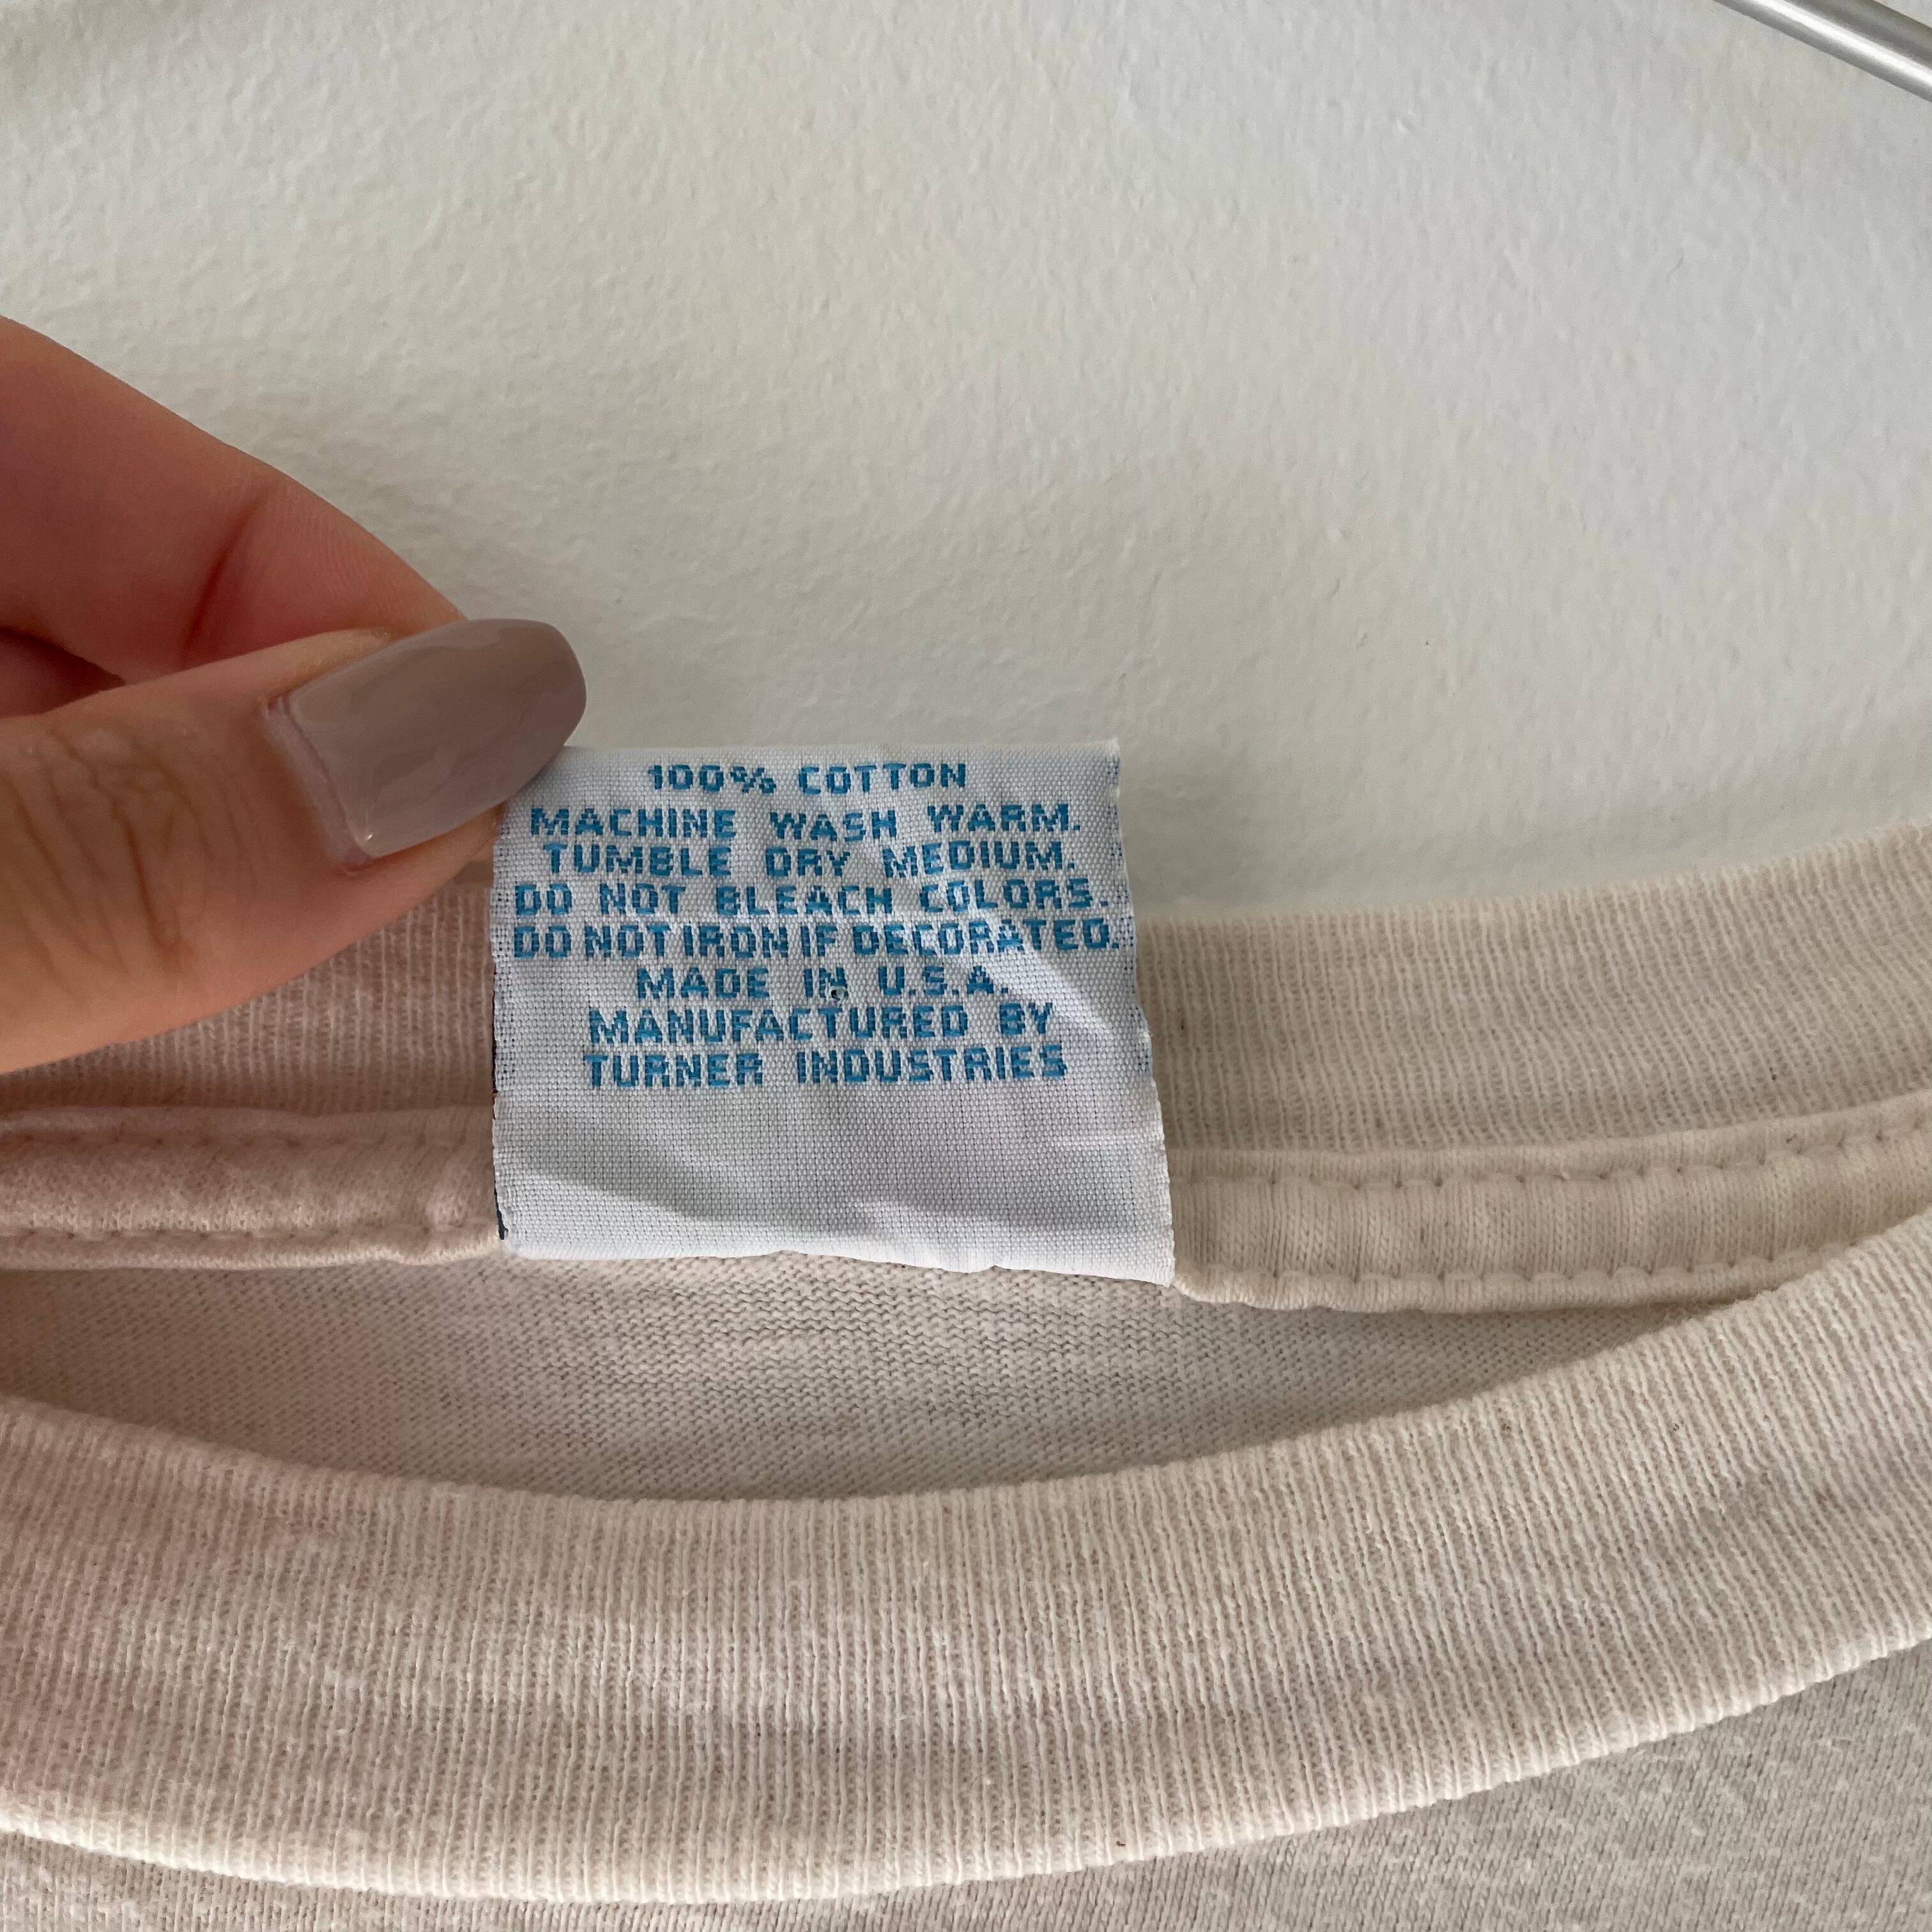 100% COTTON
MACHINE WASH WARM.
TUMBLE DRY MEDIUM.
DO NOT BLEACH COLORS.
DO NOT IRON IF DECORATED.
MADE IN U.S.A.
MANUFACTURED BY
TURNER INDUSTRIES